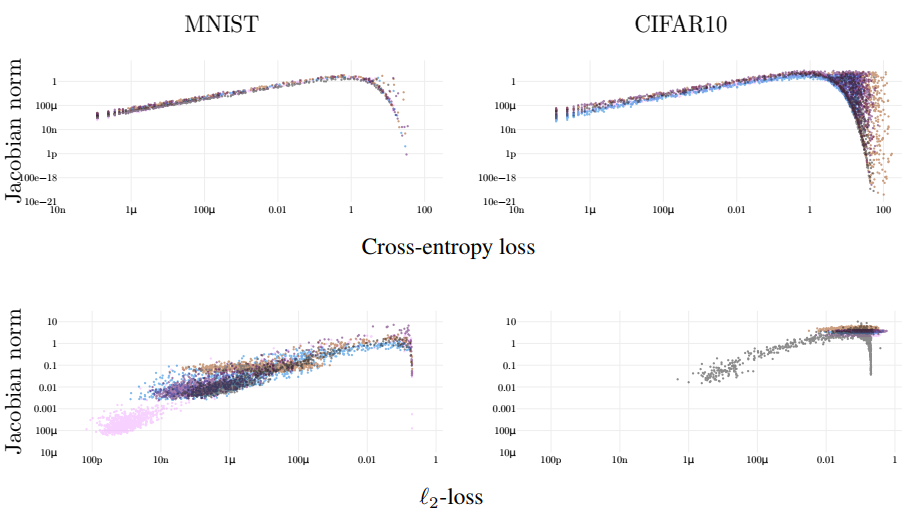 MNIST
CIFAR10
Jacobian norm
1
100μ
10n
1p
100e−18
10e−21
10n
1μ
100μ
0.01
1
100
1
100μ
10n
1p
100e−18
10e−21
10n
1μ
100μ
0.01
1
100
Cross-entropy loss
Jacobian norm
10
1
0.1
0.01
0.001
100μ
10μ
100p
10n
1μ
100μ
0.01
1
10
1
0.1
0.01
0.001
100μ
10μ
100p
10n
1μ
100μ
0.01
1
ℓ₂-loss